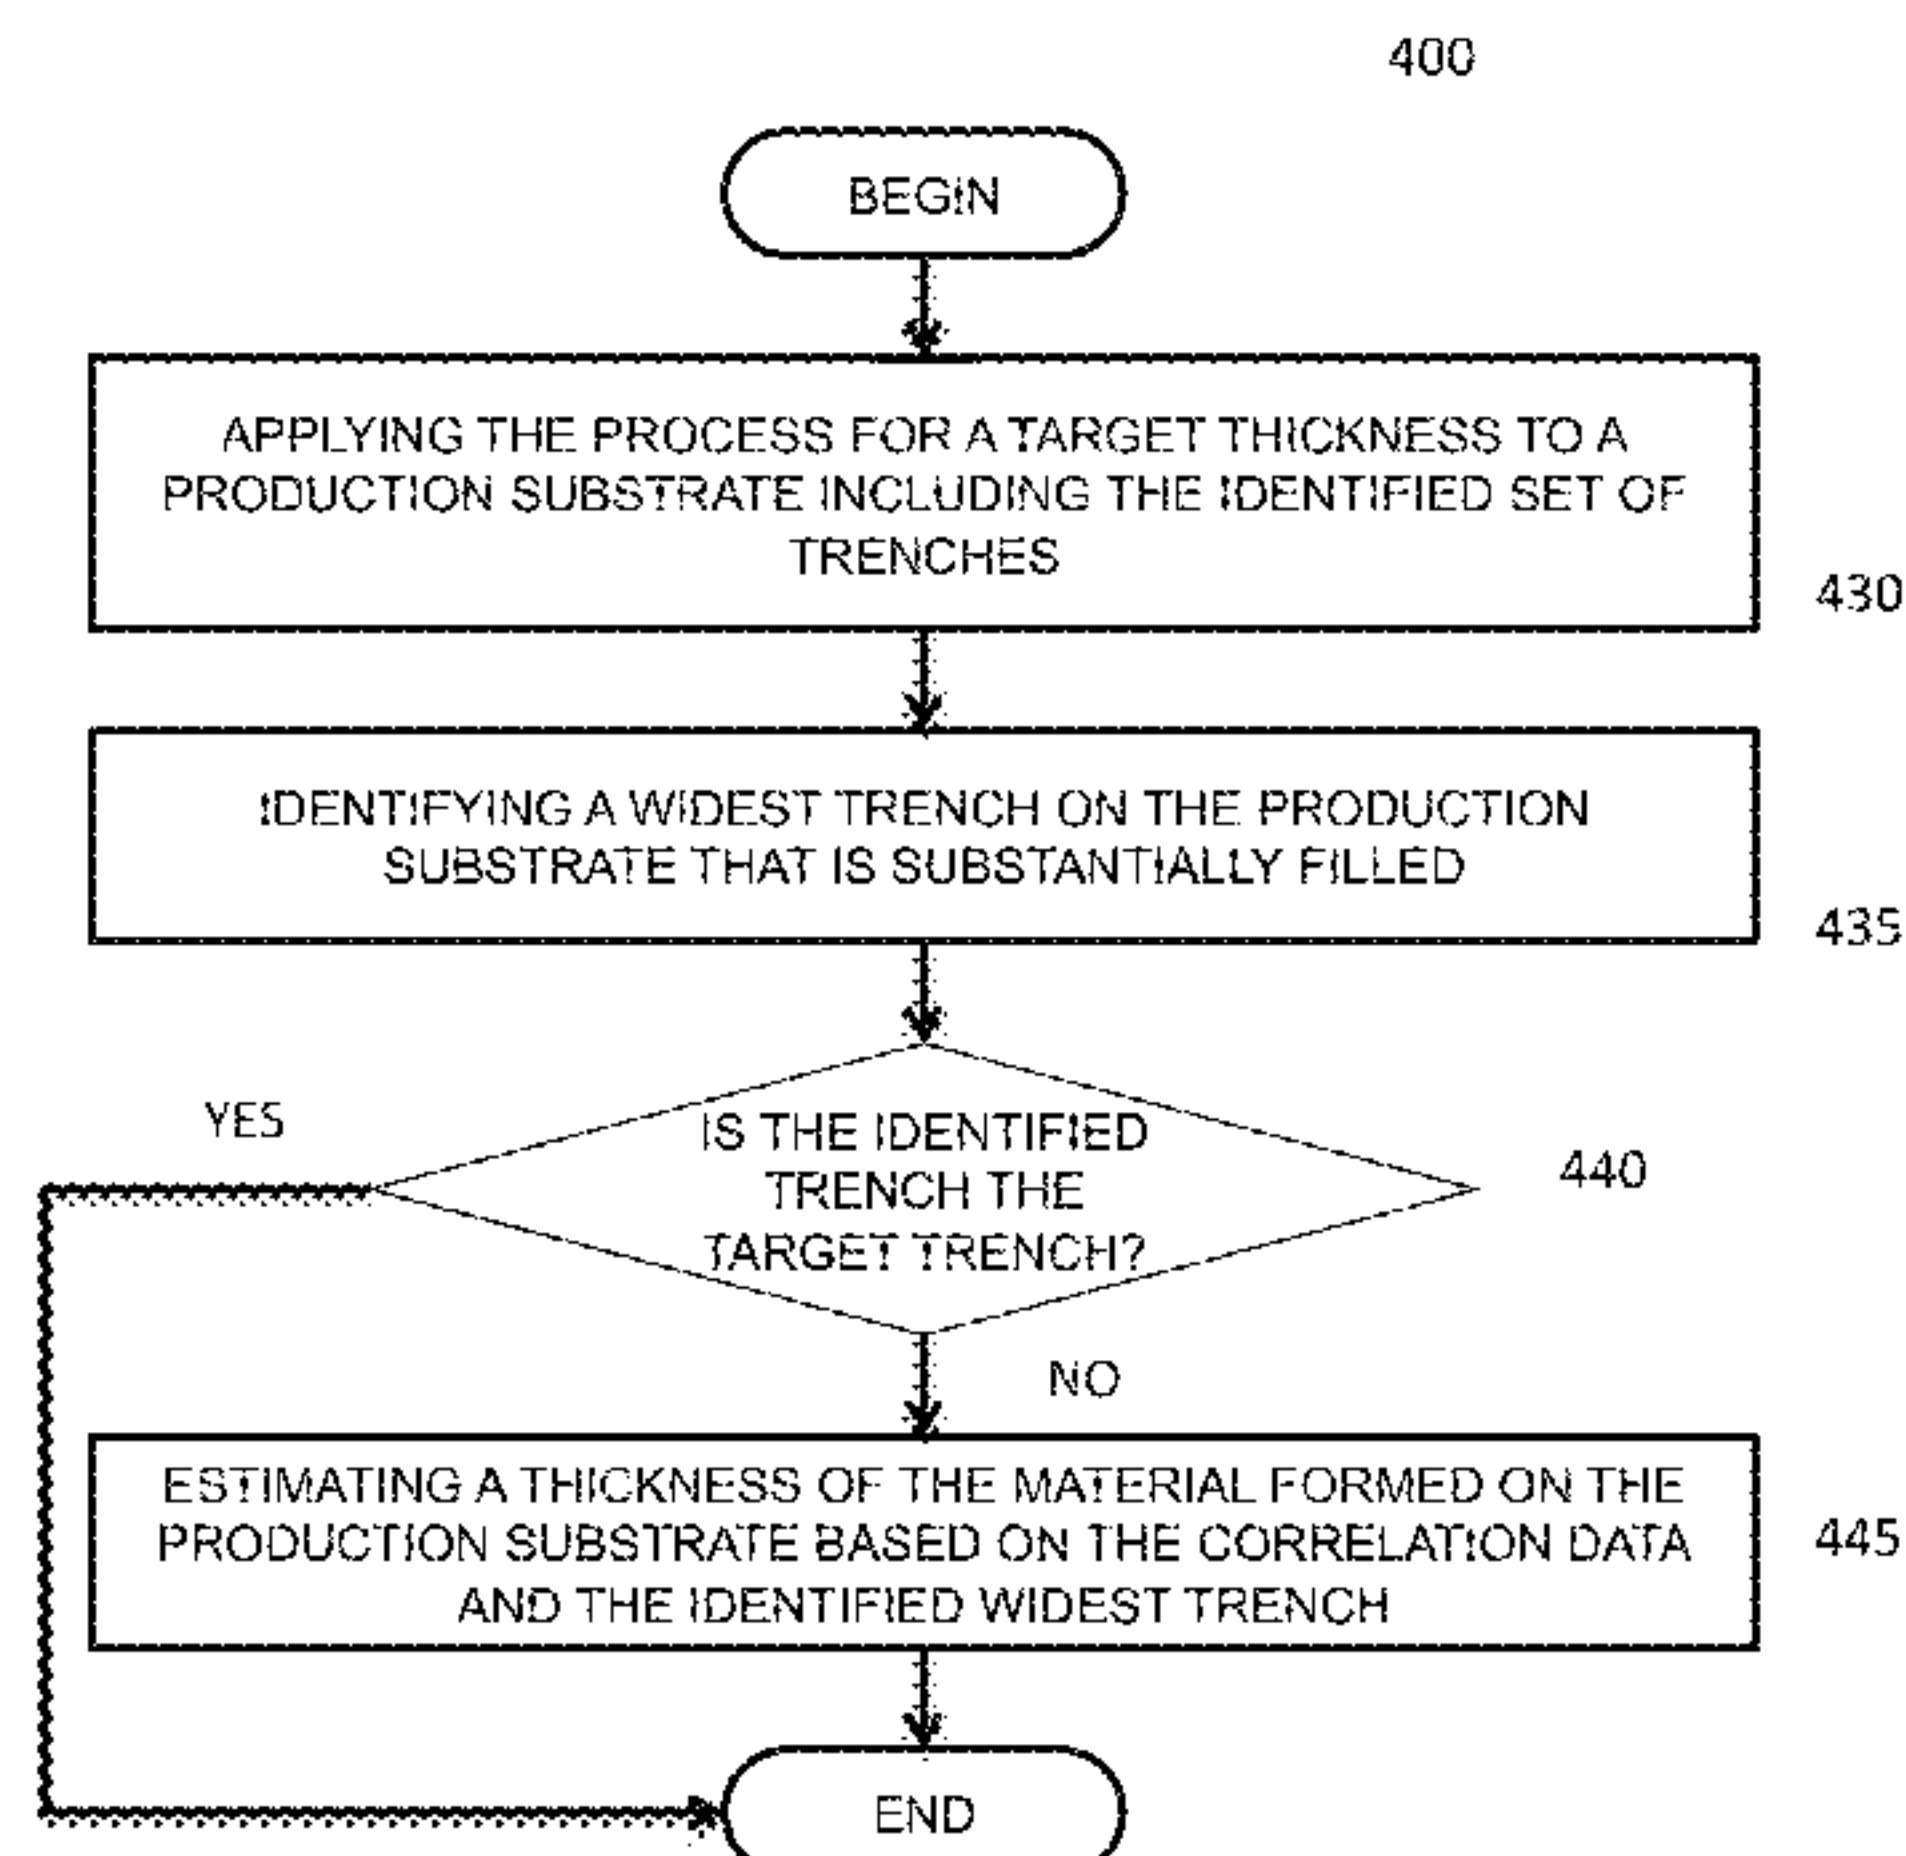 400
BEGIN
APPLYING THE PROCESS FOR A TARGET THICKNESS TO A
PRODUCTION SUBSTRATE INCLUDING THE IDENTIFIED SET OF
TRENCHES
430
IDENTIFYING A WIDEST TRENCH ON THE PRODUCTION
SUBSTRATE THAT IS SUBSTANTIALLY FILLED
435
YES
IS THE IDENTIFIED
TRENCH THE
TARGET TRENCH?
440
NO
ESTIMATING A THICKNESS OF THE MATERIAL FORMED ON THE
PRODUCTION SUBSTRATE BASED ON THE CORRELATION DATA
AND THE IDENTIFIED WIDEST TRENCH
445
END